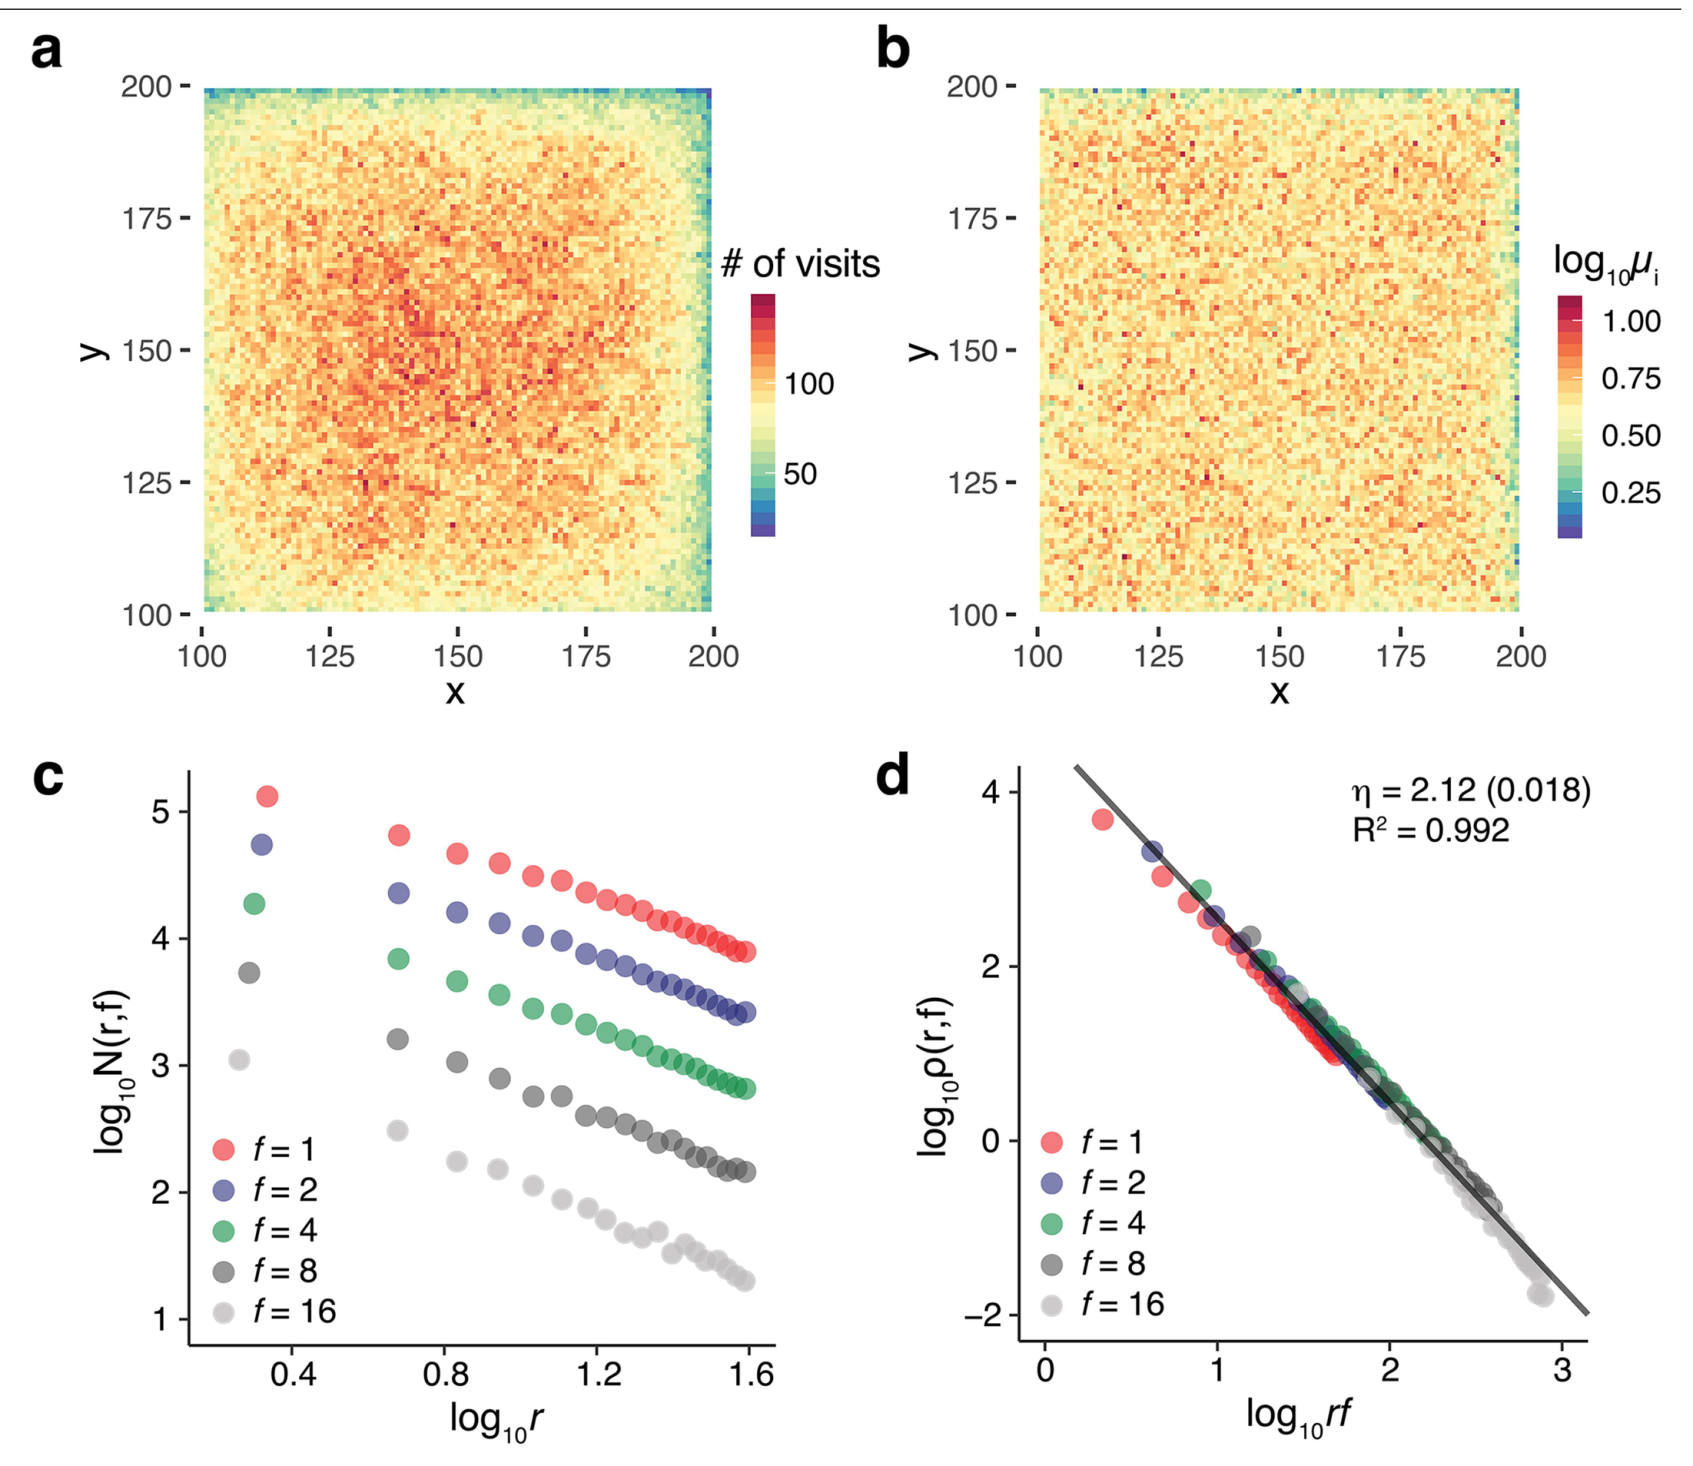 a
200
175
150
125
100
y
100
125
150
175
200
x
# of visits
100
50
b
200
175
150
125
100
y
100
125
150
175
200
x
log₁₀μᵢ
1.00
0.75
0.50
0.25
c
5
4
3
2
1
log₁₀N(r,f)
f = 1
f = 2
f = 4
f = 8
f = 16
0.4
0.8
1.2
1.6
log₁₀r
d
4
2
0
−2
log₁₀ρ(r,f)
η = 2.12 (0.018)
R² = 0.992
f = 1
f = 2
f = 4
f = 8
f = 16
0
1
2
3
log₁₀rf